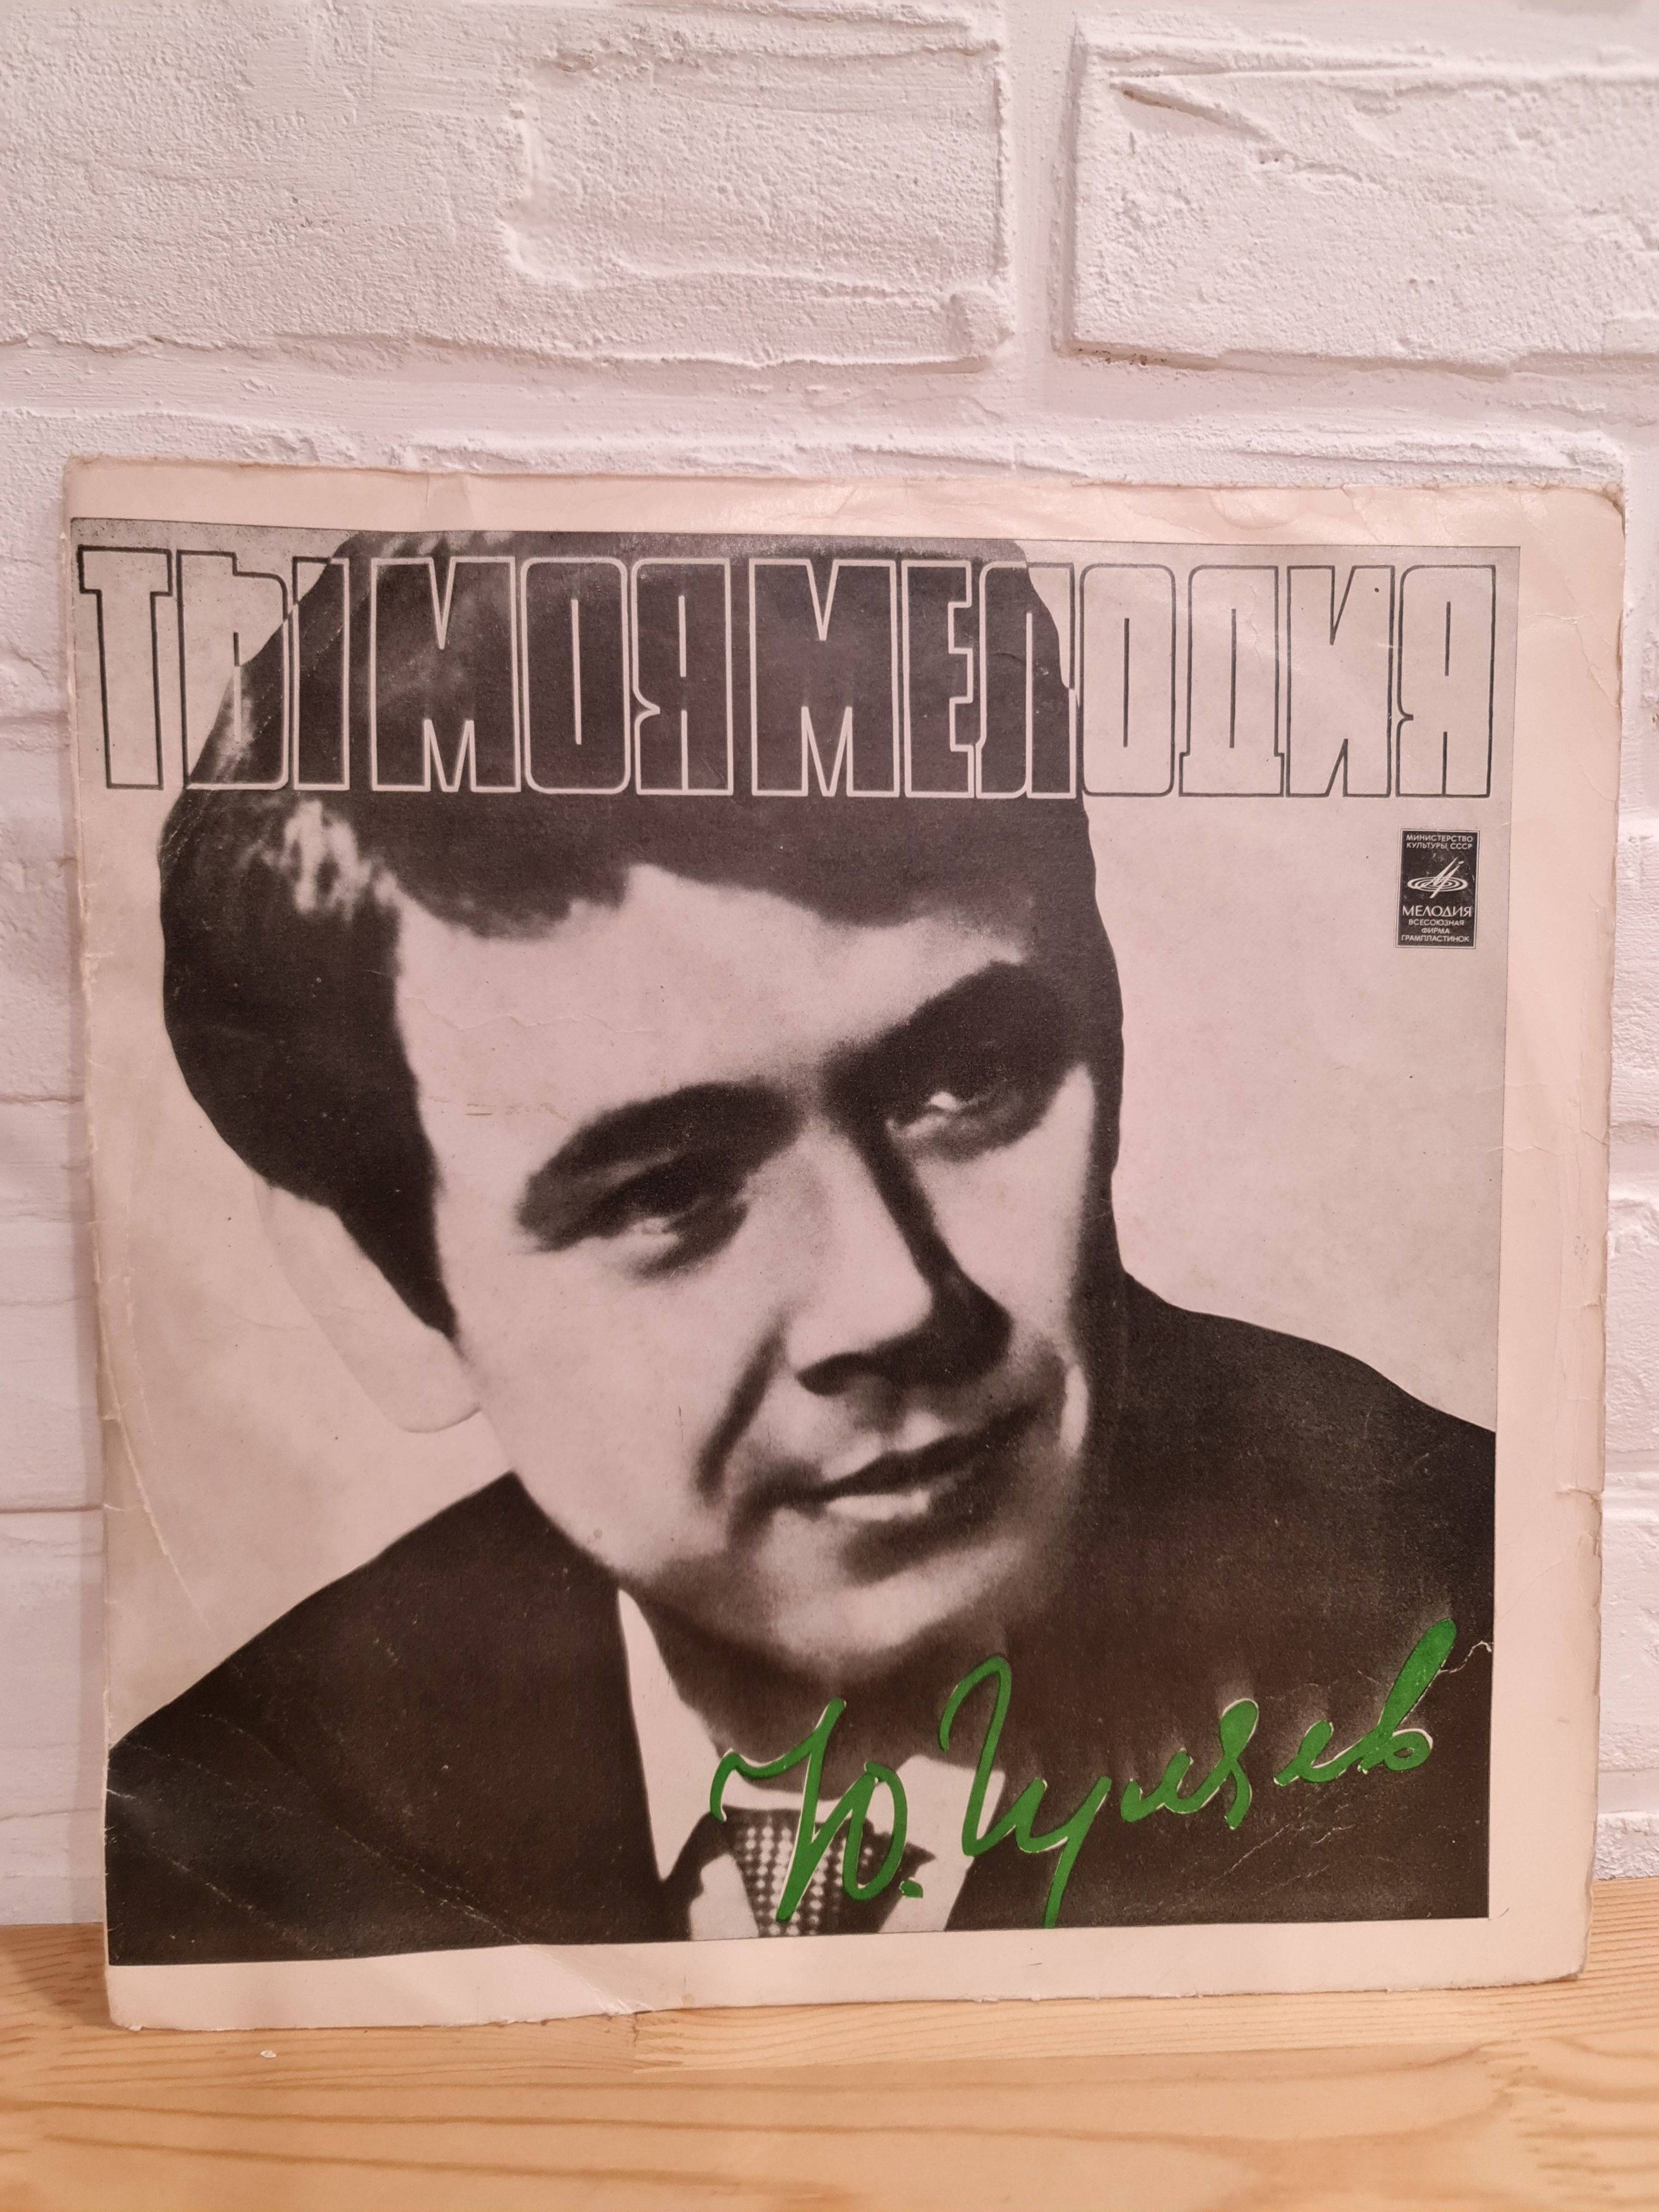 ТЫ МОЯ МЕЛОДИЯ
МИНИСТЕРСТВО
КУЛЬТУРЫ СССР
МЕЛОДИЯ
ВСЕСОЮЗНАЯ
ФИРМА
ГРАМПЛАСТИНОК
Ю. Гуляев